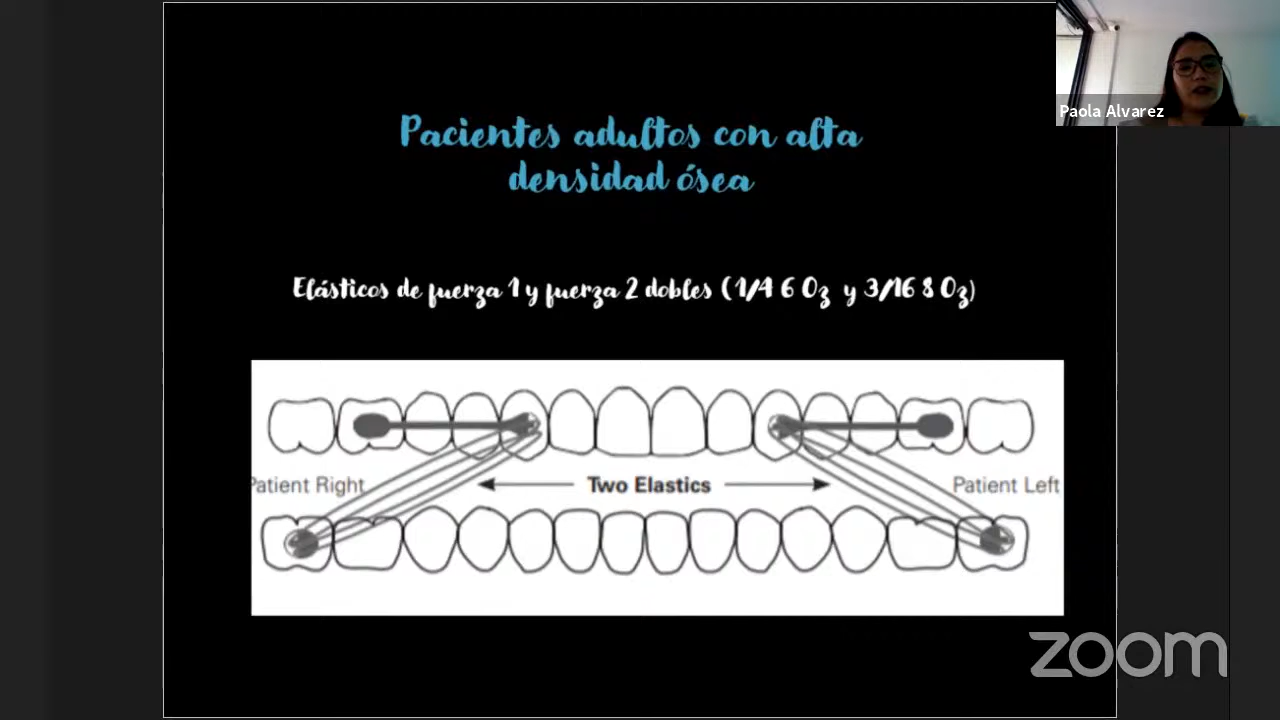 Paola Alvarez
Pacientes adultos con alta
densidad ósea
Elásticos de fuerza 1 y fuerza 2 dobles (1/4 6 Oz y 3/16 8 Oz)
Patient Right
Two Elastics
Patient Left
zoom